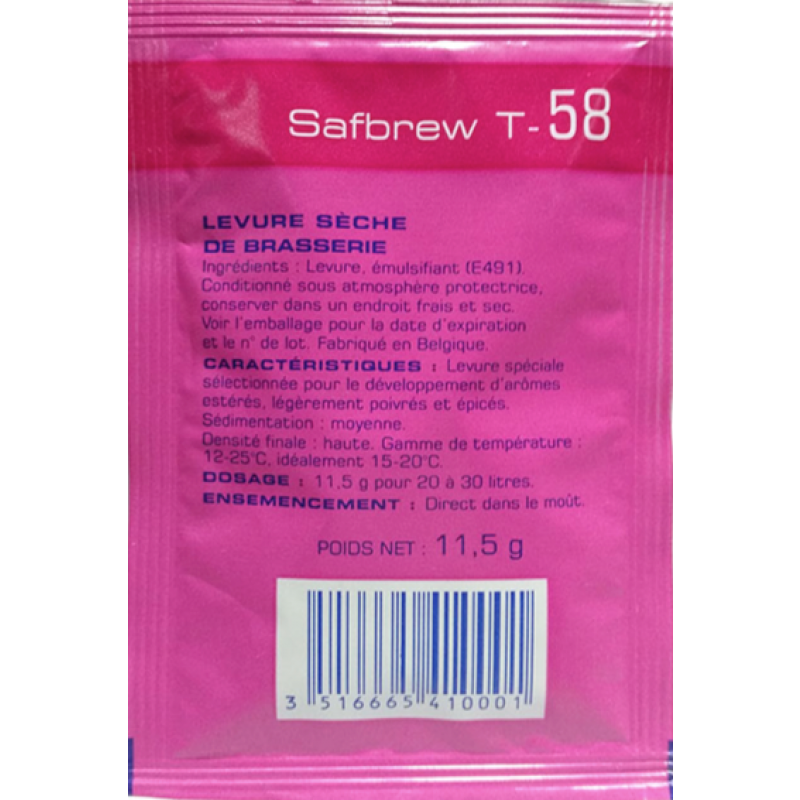 Safbrew T-58
LEVURE SÈCHE
DE BRASSERIE
Ingrédients : Levure, émulsifiant (E491).
Conditionné sous atmosphère protectrice,
conserver dans un endroit frais et sec.
Voir l'emballage pour la date d'expiration
et le n° de lot. Fabriqué en Belgique.
CARACTÉRISTIQUES : Levure spéciale
sélectionnée pour le développement d'arômes
estérés, légèrement poivrés et épicés.
Sédimentation : moyenne.
Densité finale : haute. Gamme de température :
12-25°C, idéalement 15-20°C.
DOSAGE : 11,5 g pour 20 à 30 litres.
ENSEMENCEMENT : Direct dans le moût.
POIDS NET : 11,5 g
3 516665 410001